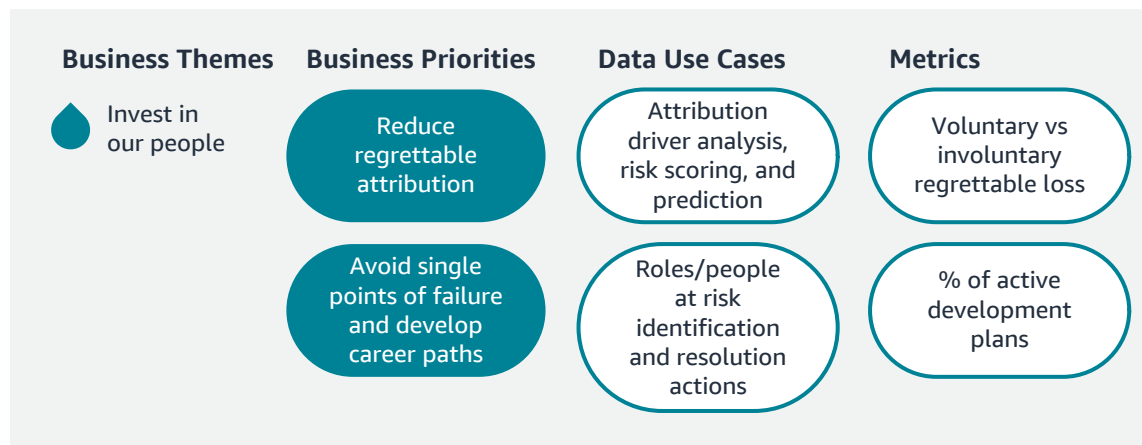 Business Themes
Business Priorities
Data Use Cases
Metrics
Invest in
our people
Reduce
regrettable
attribution
Attribution
driver analysis,
risk scoring, and
prediction
Voluntary vs
involuntary
regrettable loss
Avoid single
points of failure
and develop
career paths
Roles/people
at risk
identification
and resolution
actions
% of active
development
plans